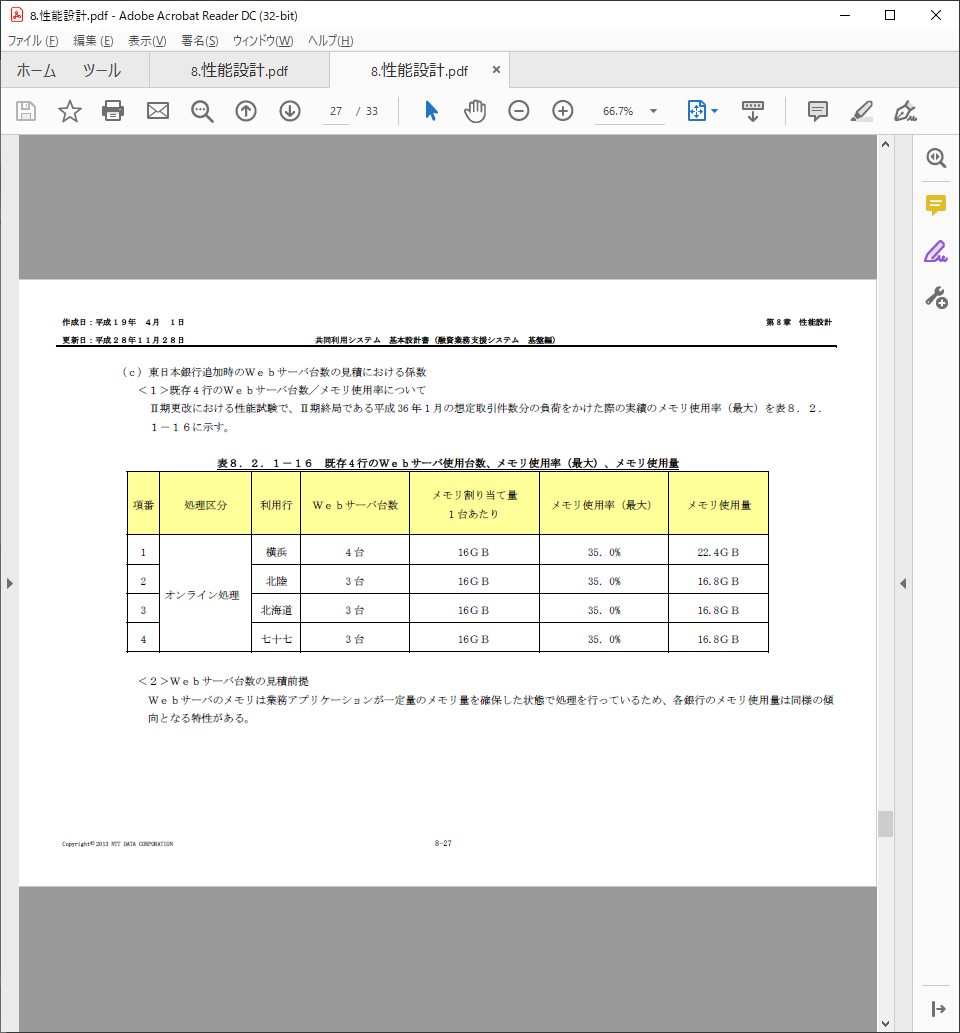 8.性能設計.pdf - Adobe Acrobat Reader DC (32-bit)
ファイル(F) 編集(E) 表示(V) 署名(S) ウィンドウ(W) ヘルプ(H)
ホーム ツール 8.性能設計.pdf 8.性能設計.pdf ×
27 / 33 66.7%
作成日:平成19年 4月 1日 第8章 性能設計
更新日:平成28年11月28日 共同利用システム 基本設計書(融資業務支援システム 基盤編)
(c)東日本銀行追加時のWebサーバ台数の見積における係数
<1>既存4行のWebサーバ台数/メモリ使用率について
Ⅱ期更改における性能試験で、Ⅱ期終局である平成36年1月の想定取引件数分の負荷をかけた際の実績のメモリ使用率(最大)を表8.2.
1-16に示す。
表8.2.1-16 既存4行のWebサーバ使用台数、メモリ使用率(最大)、メモリ使用量
項番 処理区分 利用行 Webサーバ台数 メモリ割り当て量 1台あたり メモリ使用率(最大) メモリ使用量
1 オンライン処理 横浜 4台 16GB 35.0% 22.4GB
2 北陸 3台 16GB 35.0% 16.8GB
3 北海道 3台 16GB 35.0% 16.8GB
4 七十七 3台 16GB 35.0% 16.8GB
<2>Webサーバ台数の見積前提
Webサーバのメモリは業務アプリケーションが一定量のメモリ量を確保した状態で処理を行っているため、各銀行のメモリ使用量は同様の傾
向となる特性がある。
Copyright© 2013 NTT DATA CORPORATION 8-27